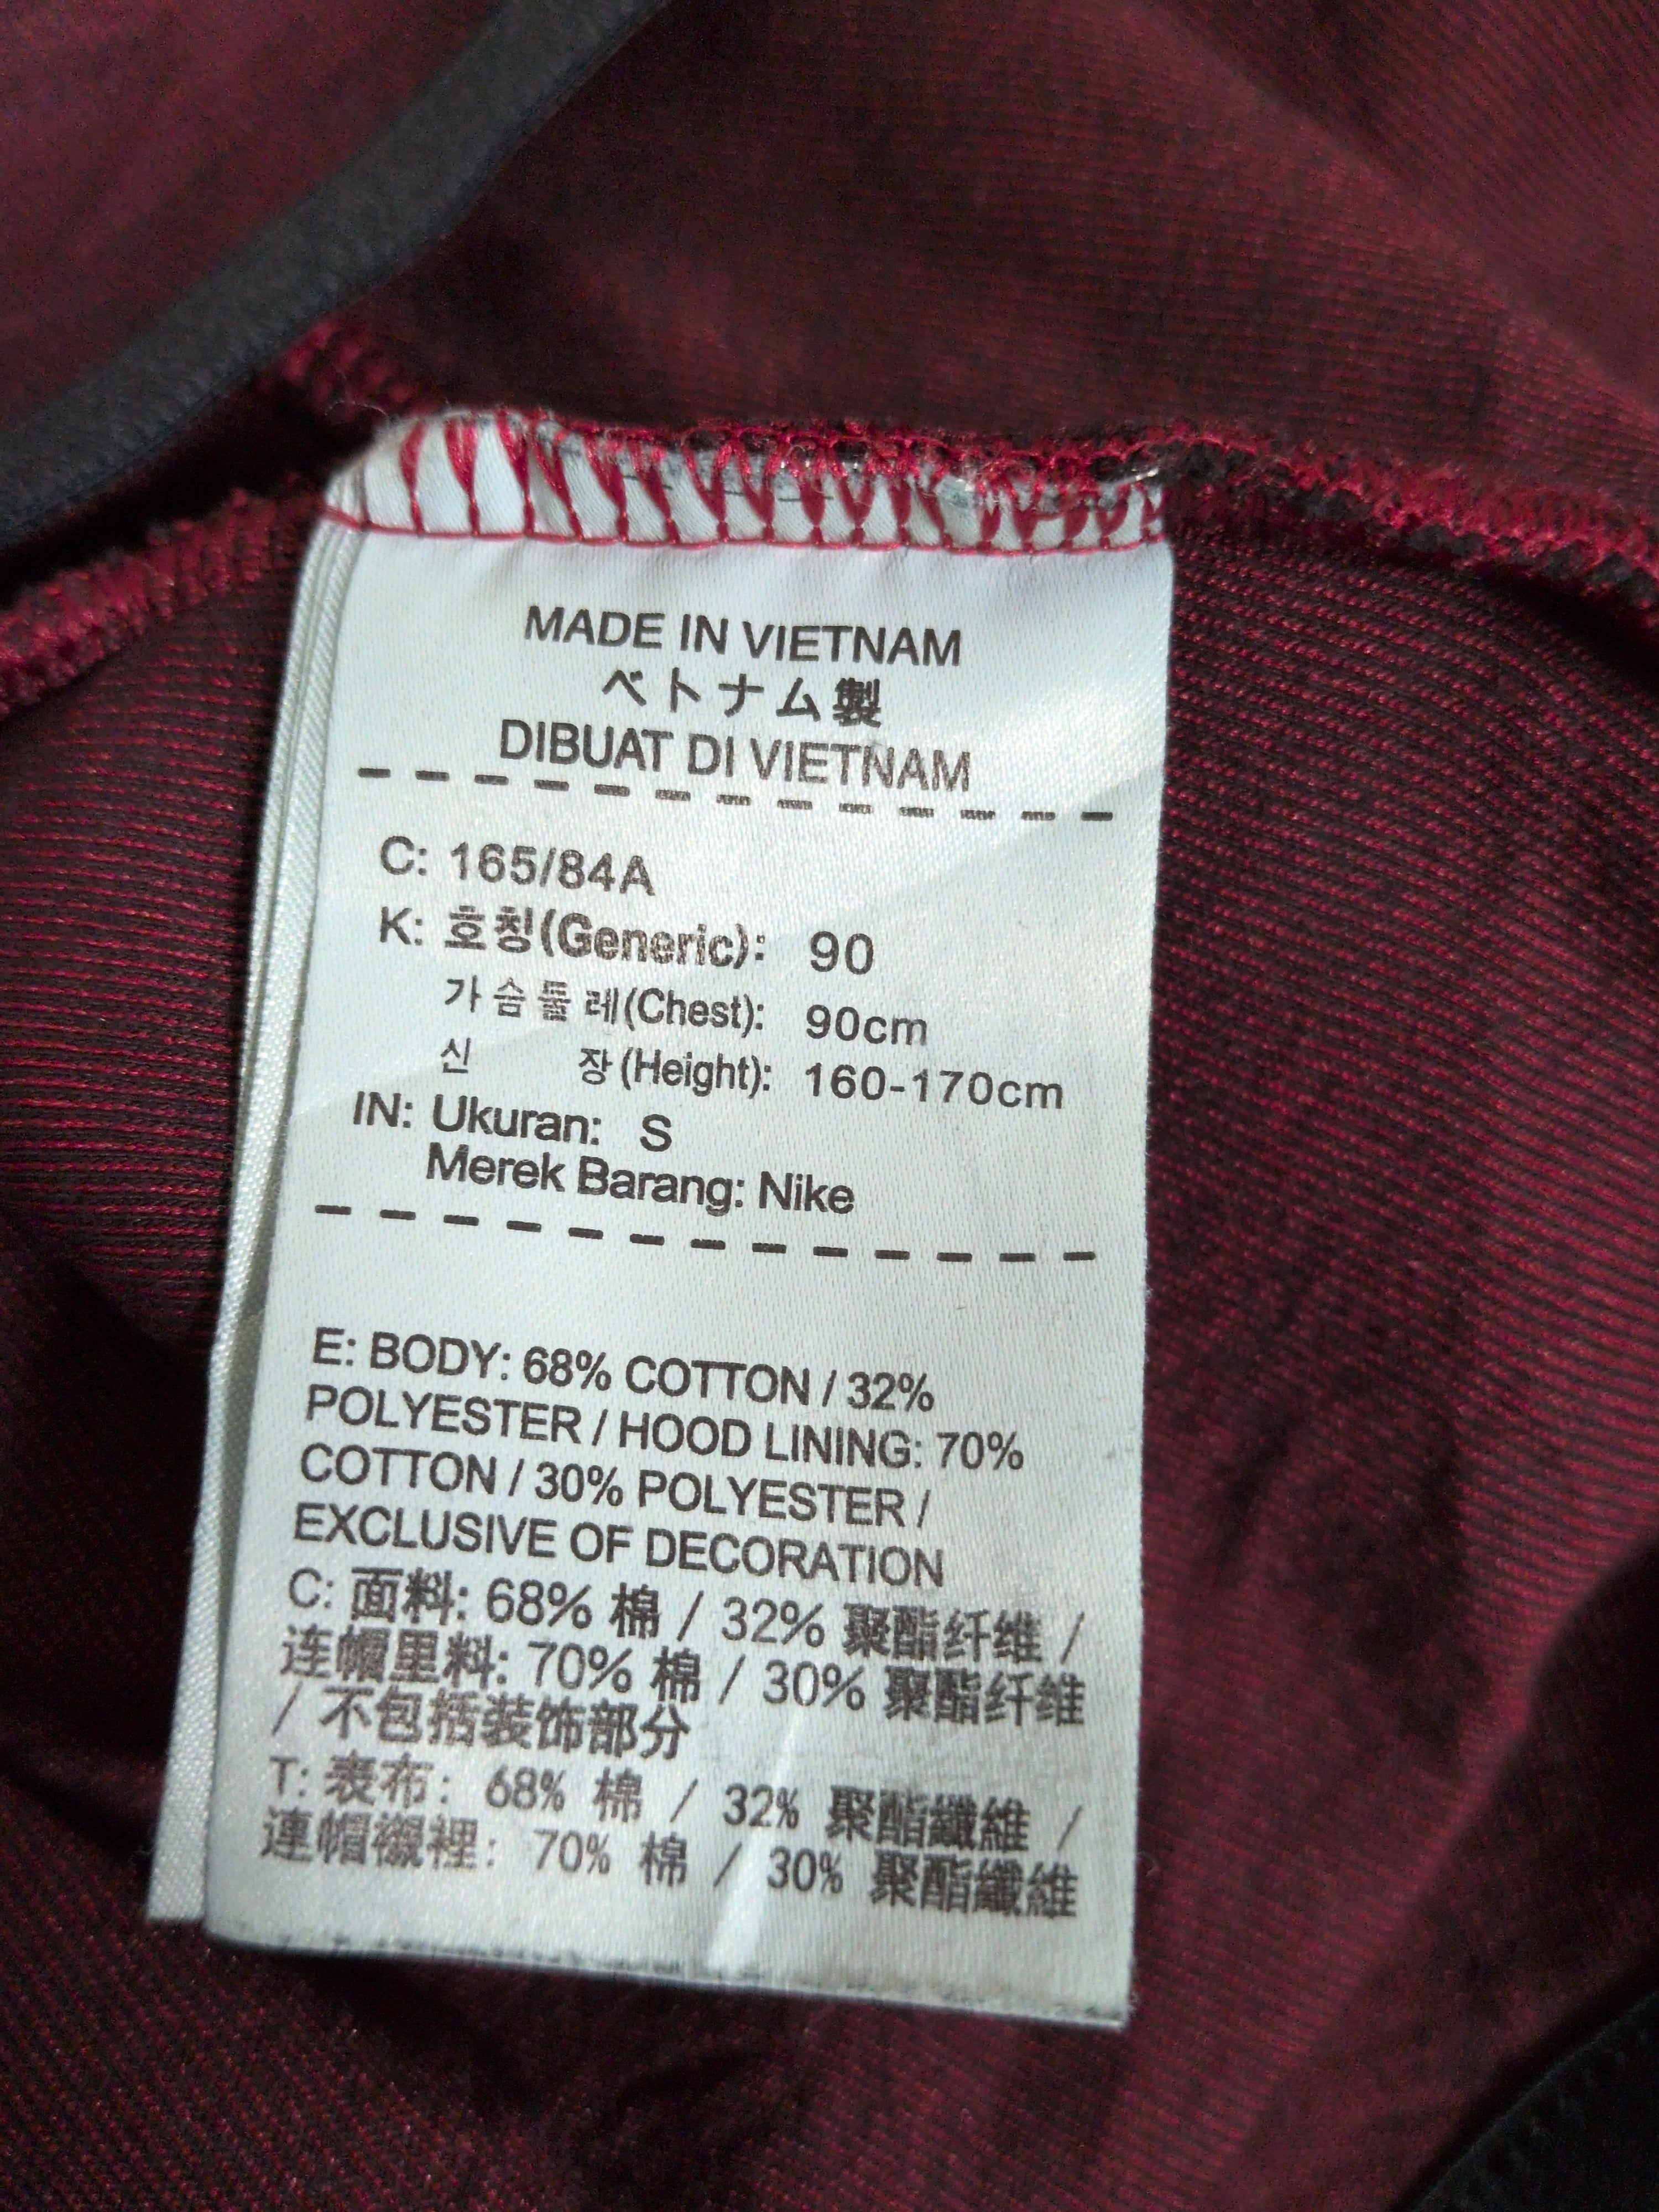 MADE IN VIETNAM
ベトナム製
DIBUAT DI VIETNAM
C: 165/84A
K: 호칭(Generic): 90
가슴둘레(Chest): 90cm
신 장(Height): 160-170cm
IN: Ukuran: S
Merek Barang: Nike
E: BODY: 68% COTTON / 32%
POLYESTER / HOOD LINING: 70%
COTTON / 30% POLYESTER /
EXCLUSIVE OF DECORATION
C: 面料: 68% 棉 / 32% 聚酯纤维 /
连帽里料: 70% 棉 / 30% 聚酯纤维
/ 不包括装饰部分
T: 表布: 68% 棉 / 32% 聚酯纖維 /
連帽襯裡: 70% 棉 / 30% 聚酯纖維